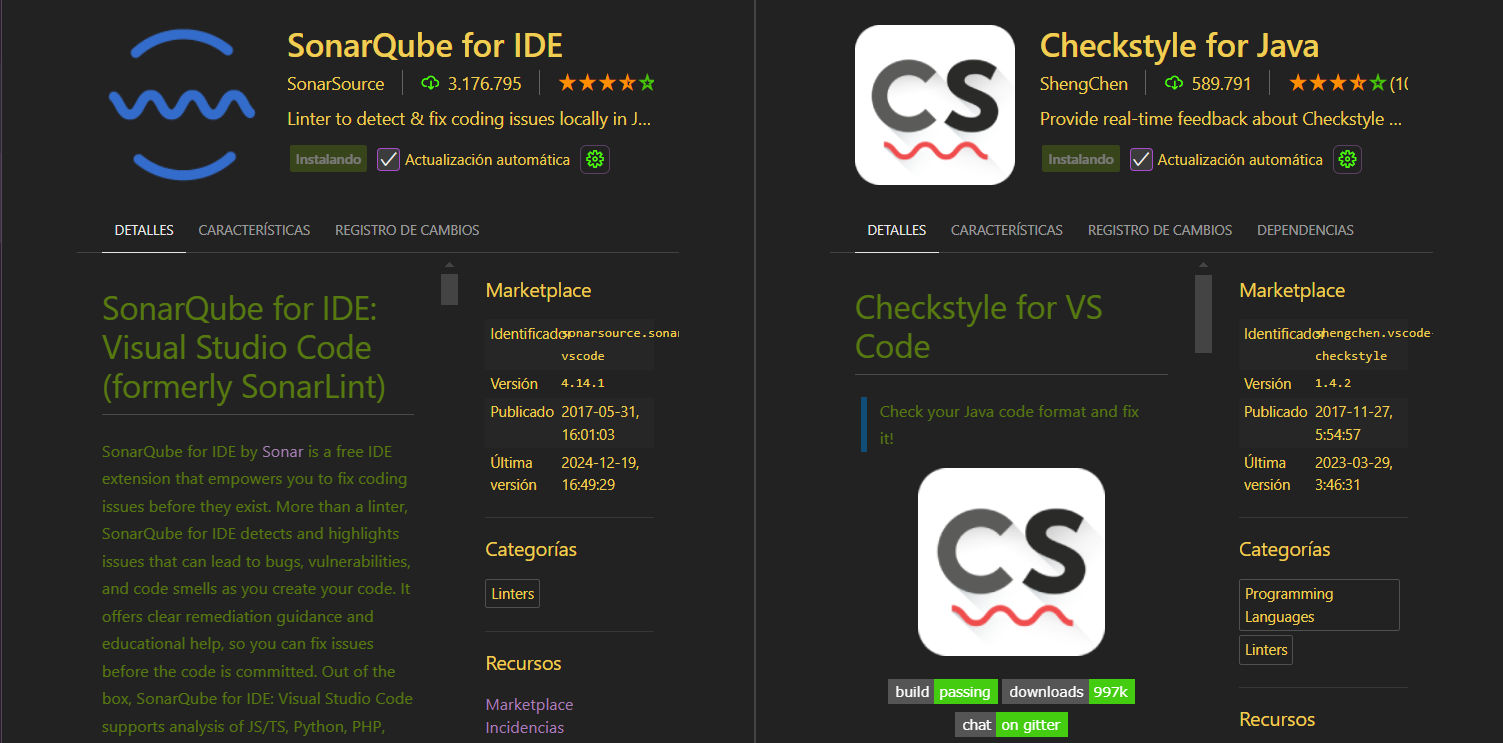 SonarQube for IDE
SonarSource
3.176.795
Linter to detect & fix coding issues locally in J...
Instalando
Actualización automática
DETALLES
CARACTERÍSTICAS
REGISTRO DE CAMBIOS
SonarQube for IDE:
Visual Studio Code
(formerly SonarLint)
SonarQube for IDE by Sonar is a free IDE
extension that empowers you to fix coding
issues before they exist. More than a linter,
SonarQube for IDE detects and highlights
issues that can lead to bugs, vulnerabilities,
and code smells as you create your code. It
offers clear remediation guidance and
educational help, so you can fix issues
before the code is committed. Out of the
box, SonarQube for IDE: Visual Studio Code
supports analysis of JS/TS, Python, PHP,
Marketplace
Identificador sonarsource.sonar
vscode
Versión 4.14.1
Publicado 2017-05-31,
16:01:03
Última 2024-12-19,
versión 16:49:29
Categorías
Linters
Recursos
Marketplace
Incidencias
CS
Checkstyle for Java
ShengChen
589.791
(10
Provide real-time feedback about Checkstyle ...
Instalando
Actualización automática
DETALLES
CARACTERÍSTICAS
REGISTRO DE CAMBIOS
DEPENDENCIAS
Checkstyle for VS
Code
Check your Java code format and fix
it!
CS
build passing
downloads 997k
chat on gitter
Marketplace
Identificador shengchen.vscode-
checkstyle
Versión 1.4.2
Publicado 2017-11-27,
5:54:57
Última 2023-03-29,
versión 3:46:31
Categorías
Programming
Languages
Linters
Recursos